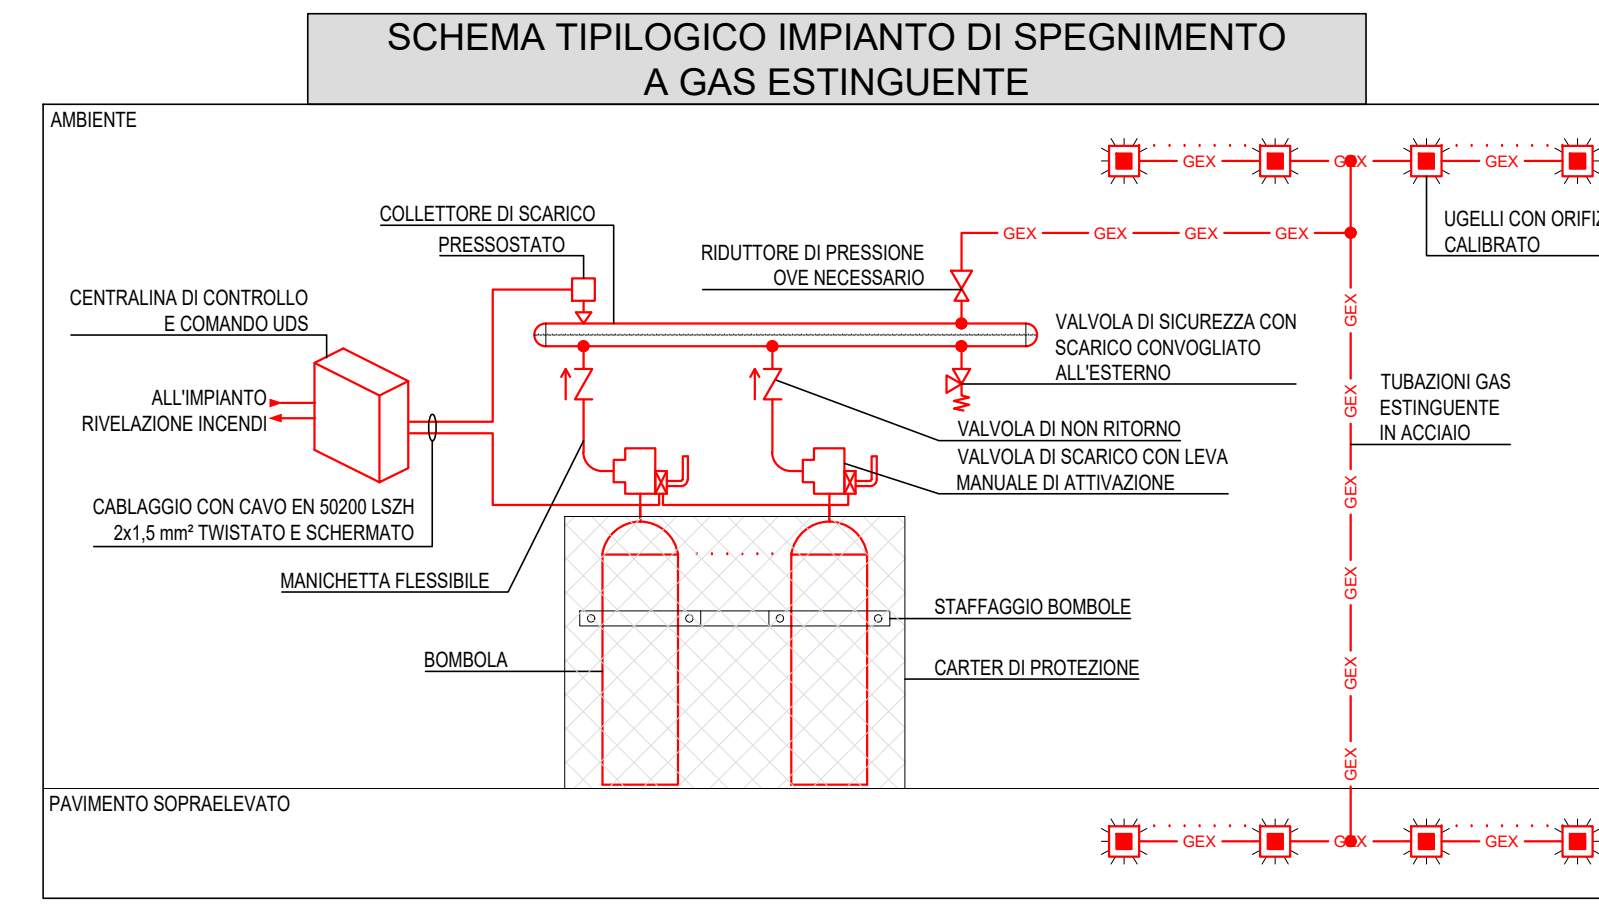 SCHEMA TIPILOGICO IMPIANTO DI SPEGNIMENTO
A GAS ESTINGUENTE
AMBIENTE
GEX
GEX
GEX
COLLETTORE DI SCARICO
PRESSOSTATO
RIDUTTORE DI PRESSIONE
OVE NECESSARIO
GEX
GEX
GEX
GEX
UGELLI CON ORIFIZ
CALIBRATO
CENTRALINA DI CONTROLLO
E COMANDO UDS
VALVOLA DI SICUREZZA CON
SCARICO CONVOGLIATO
ALL'ESTERNO
GEX
GEX
GEX
GEX
GEX
GEX
ALL'IMPIANTO
RIVELAZIONE INCENDI
TUBAZIONI GAS
ESTINGUENTE
IN ACCIAIO
VALVOLA DI NON RITORNO
VALVOLA DI SCARICO CON LEVA
MANUALE DI ATTIVAZIONE
CABLAGGIO CON CAVO EN 50200 LSZH
2x1,5 mm² TWISTATO E SCHERMATO
MANICHETTA FLESSIBILE
STAFFAGGIO BOMBOLE
BOMBOLA
CARTER DI PROTEZIONE
PAVIMENTO SOPRAELEVATO
GEX
GEX
GEX